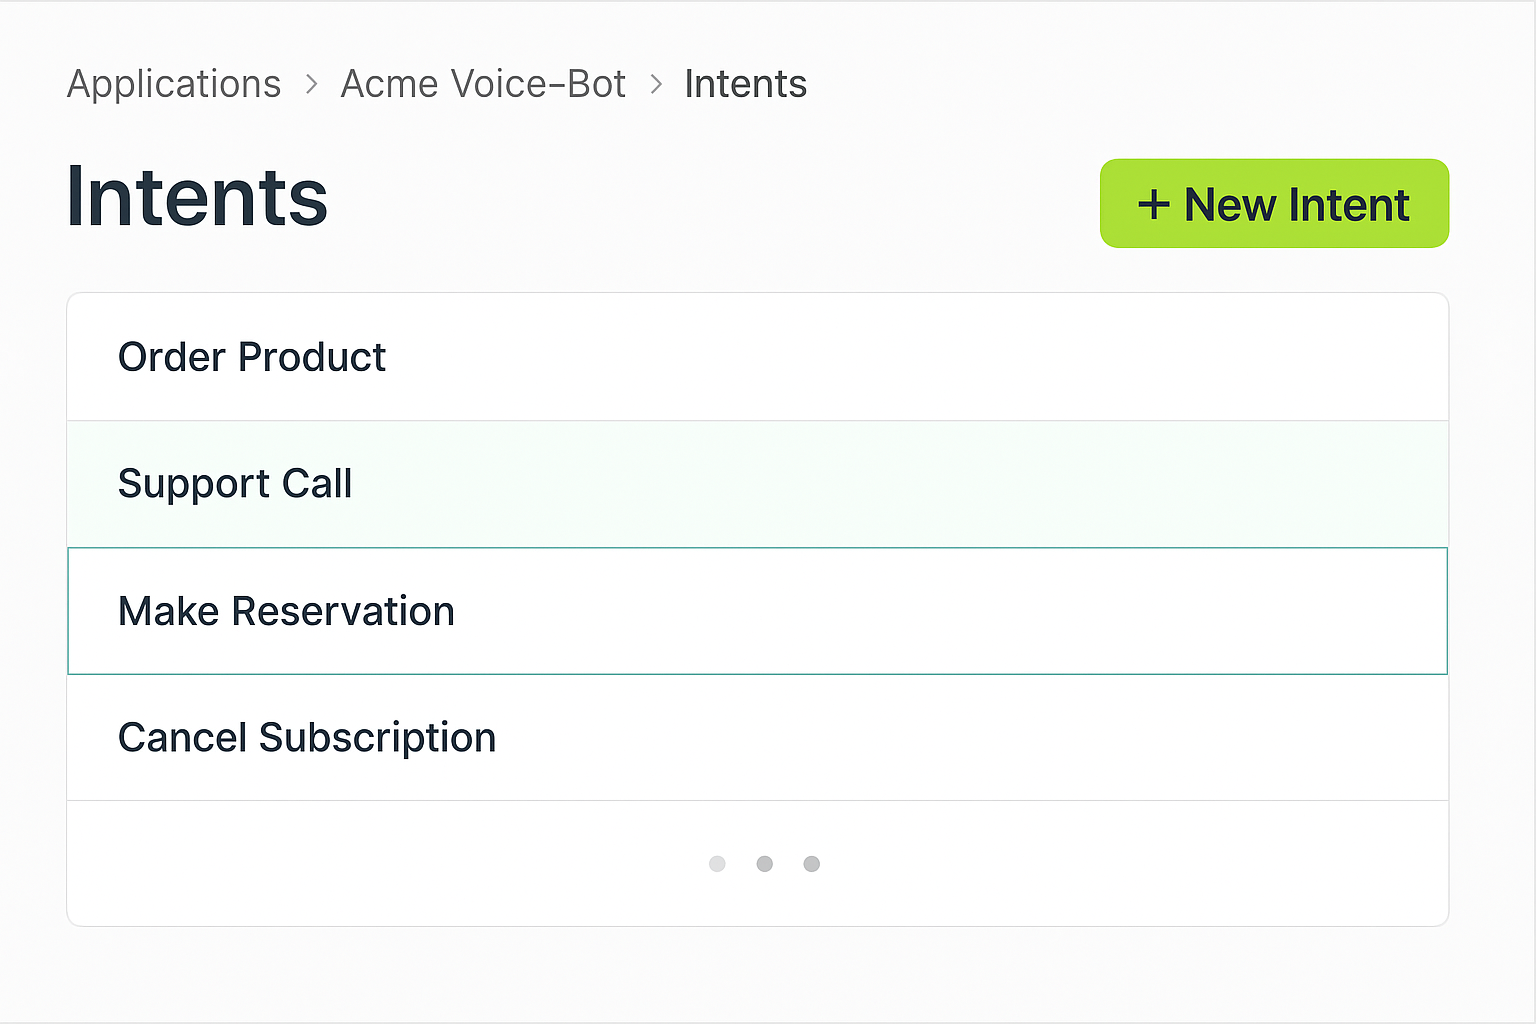 Applications > Acme Voice-Bot > Intents
Intents
+ New Intent
Order Product
Support Call
Make Reservation
Cancel Subscription